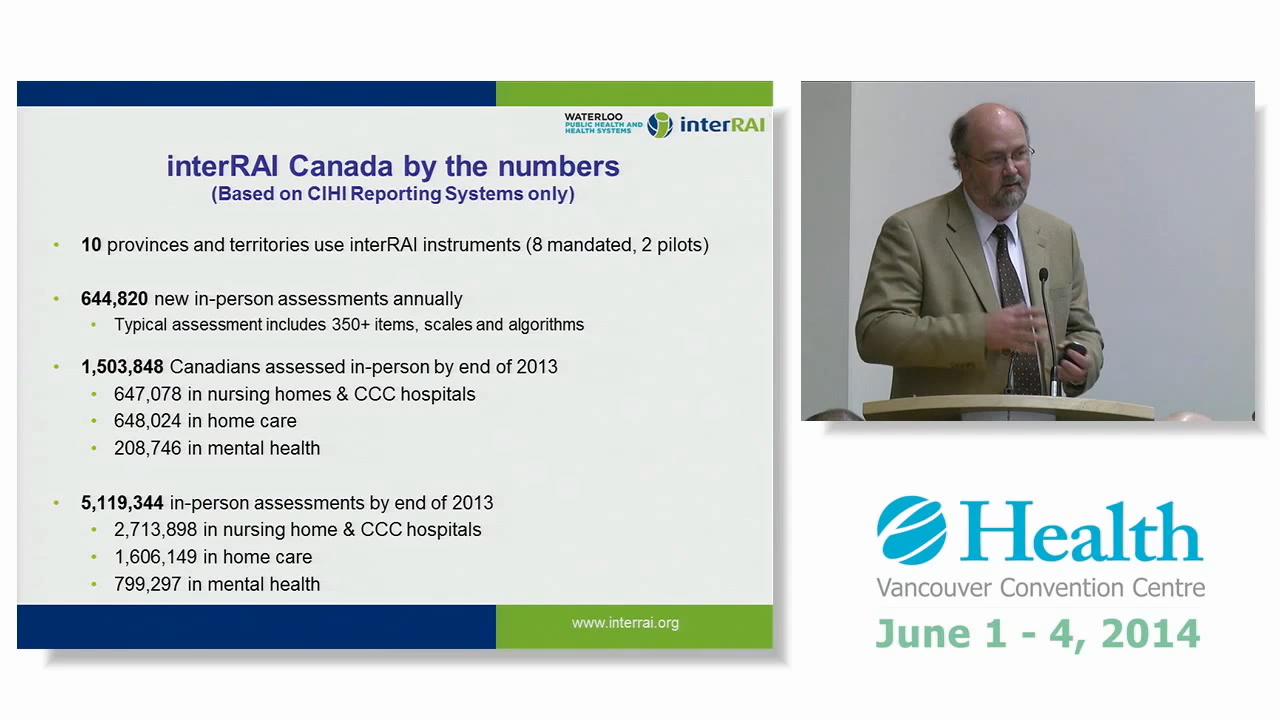 WATERLOO
PUBLIC HEALTH AND
HEALTH SYSTEMS
interRAI
interRAI Canada by the numbers
(Based on CIHI Reporting Systems only)
• 10 provinces and territories use interRAI instruments (8 mandated, 2 pilots)
• 644,820 new in-person assessments annually
• Typical assessment includes 350+ items, scales and algorithms
• 1,503,848 Canadians assessed in-person by end of 2013
• 647,078 in nursing homes & CCC hospitals
• 648,024 in home care
• 208,746 in mental health
• 5,119,344 in-person assessments by end of 2013
• 2,713,898 in nursing home & CCC hospitals
• 1,606,149 in home care
• 799,297 in mental health
www.interrai.org
eHealth
Vancouver Convention Centre
June 1 - 4, 2014